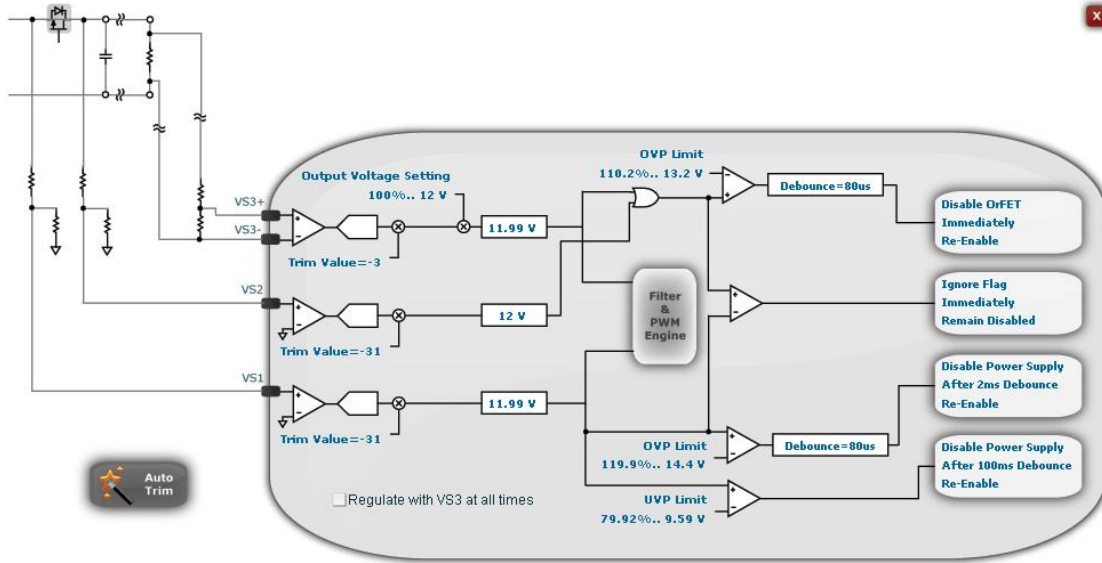 X
OVP Limit
110.2%.. 13.2 V
Debounce=80us
Disable OrFET
Immediately
Re-Enable
Output Voltage Setting
100%.. 12 V
VS3+
VS3-
11.99 V
Trim Value=-3
Filter
&
PWM
Engine
Ignore Flag
Immediately
Remain Disabled
VS2
12 V
Trim Value=-31
VS1
11.99 V
Trim Value=-31
Disable Power Supply
After 2ms Debounce
Re-Enable
OVP Limit
119.9%.. 14.4 V
Debounce=80us
Disable Power Supply
After 100ms Debounce
Re-Enable
UVP Limit
79.92%.. 9.59 V
Auto
Trim
Regulate with VS3 at all times